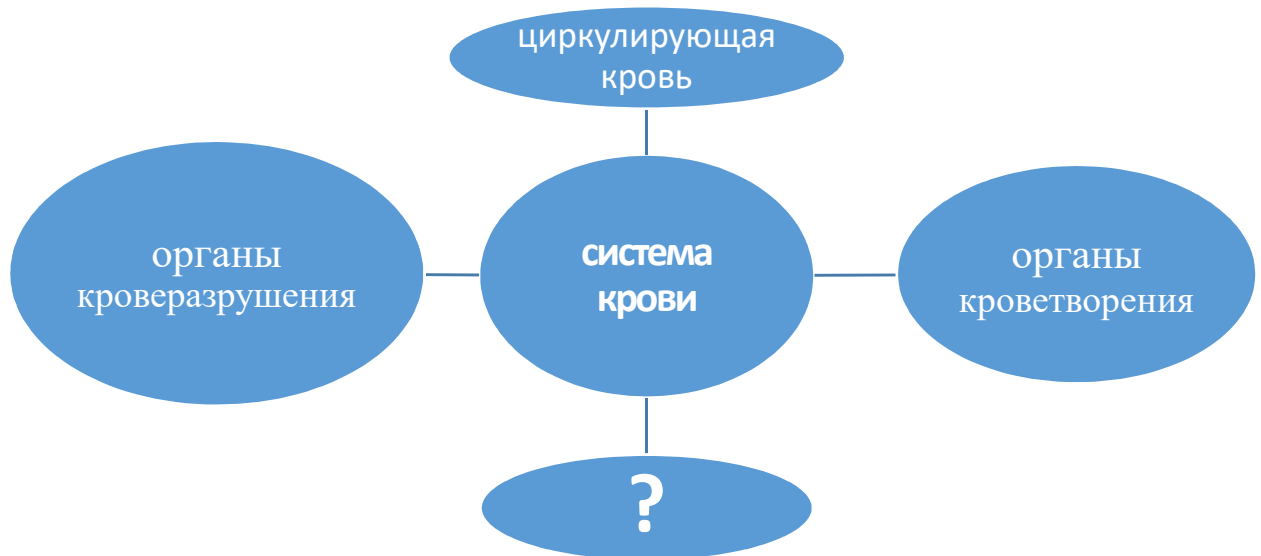 циркулирующая
кровь
органы
кроверазрушения
система
крови
органы
кроветворения
?